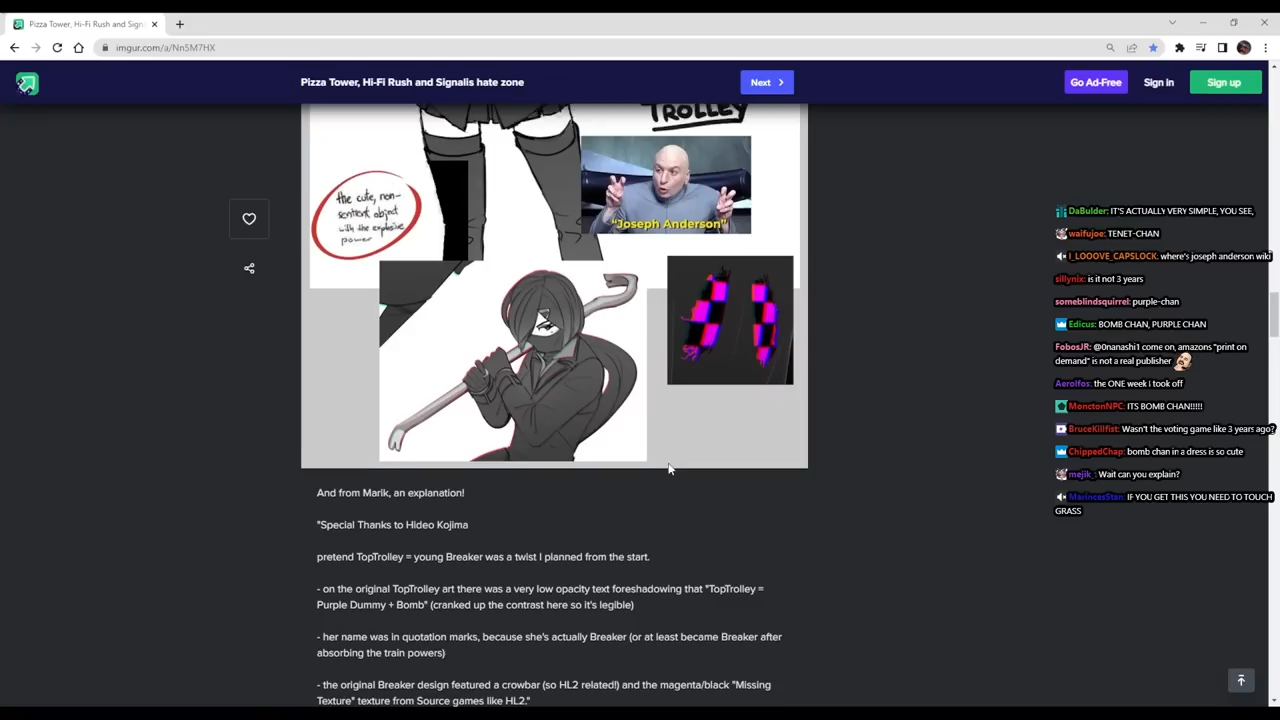 Pizza Tower, Hi-Fi Rush and Sign
imgur.com/a/Nn5M7HX
Pizza Tower, Hi-Fi Rush and Signalis hate zone
Next
Go Ad-Free
Sign in
Sign up
TROLLEY
the cute, non-
sentient object
with the explosive
power
"Joseph Anderson"
And from Marik, an explanation!
"Special Thanks to Hideo Kojima
pretend TopTrolley = young Breaker was a twist I planned from the start.
- on the original TopTrolley art there was a very low opacity text foreshadowing that "TopTrolley =
Purple Dummy + Bomb" (cranked up the contrast here so it's legible)
- her name was in quotation marks, because she's actually Breaker (or at least became Breaker after
absorbing the train powers)
- the original Breaker design featured a crowbar (so HL2 related!) and the magenta/black "Missing
Texture" texture from Source games like HL2."
DaBulder: IT'S ACTUALLY VERY SIMPLE, YOU SEE,
waifujoe: TENET-CHAN
I_LOOOVE_CAPSLOCK: where's joseph anderson wiki
sillynix: is it not 3 years
someblindsquirrel: purple-chan
Edicus: BOMB CHAN, PURPLE CHAN
FobosJR: @0nanashi1 come on, amazons "print on
demand" is not a real publisher
Aerolfos: the ONE week I took off
MonctonNPC: ITS BOMB CHAN!!!!!
BruceKillfist: Wasn't the voting game like 3 years ago?
ChippedChap: bomb chan in a dress is so cute
mejik_: Wait can you explain?
MarincesStan: IF YOU GET THIS YOU NEED TO TOUCH
GRASS